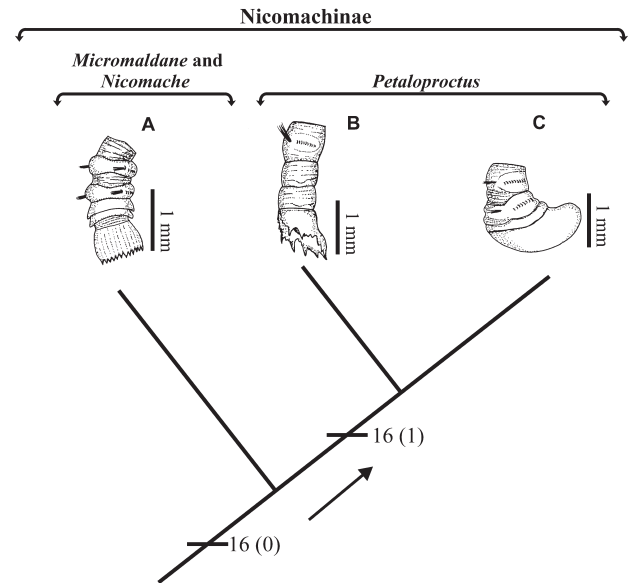 Nicomachinae
Micromaldane and
Nicomache
Petaloproctus
A
B
C
1 mm
1 mm
1 mm
16 (1)
16 (0)